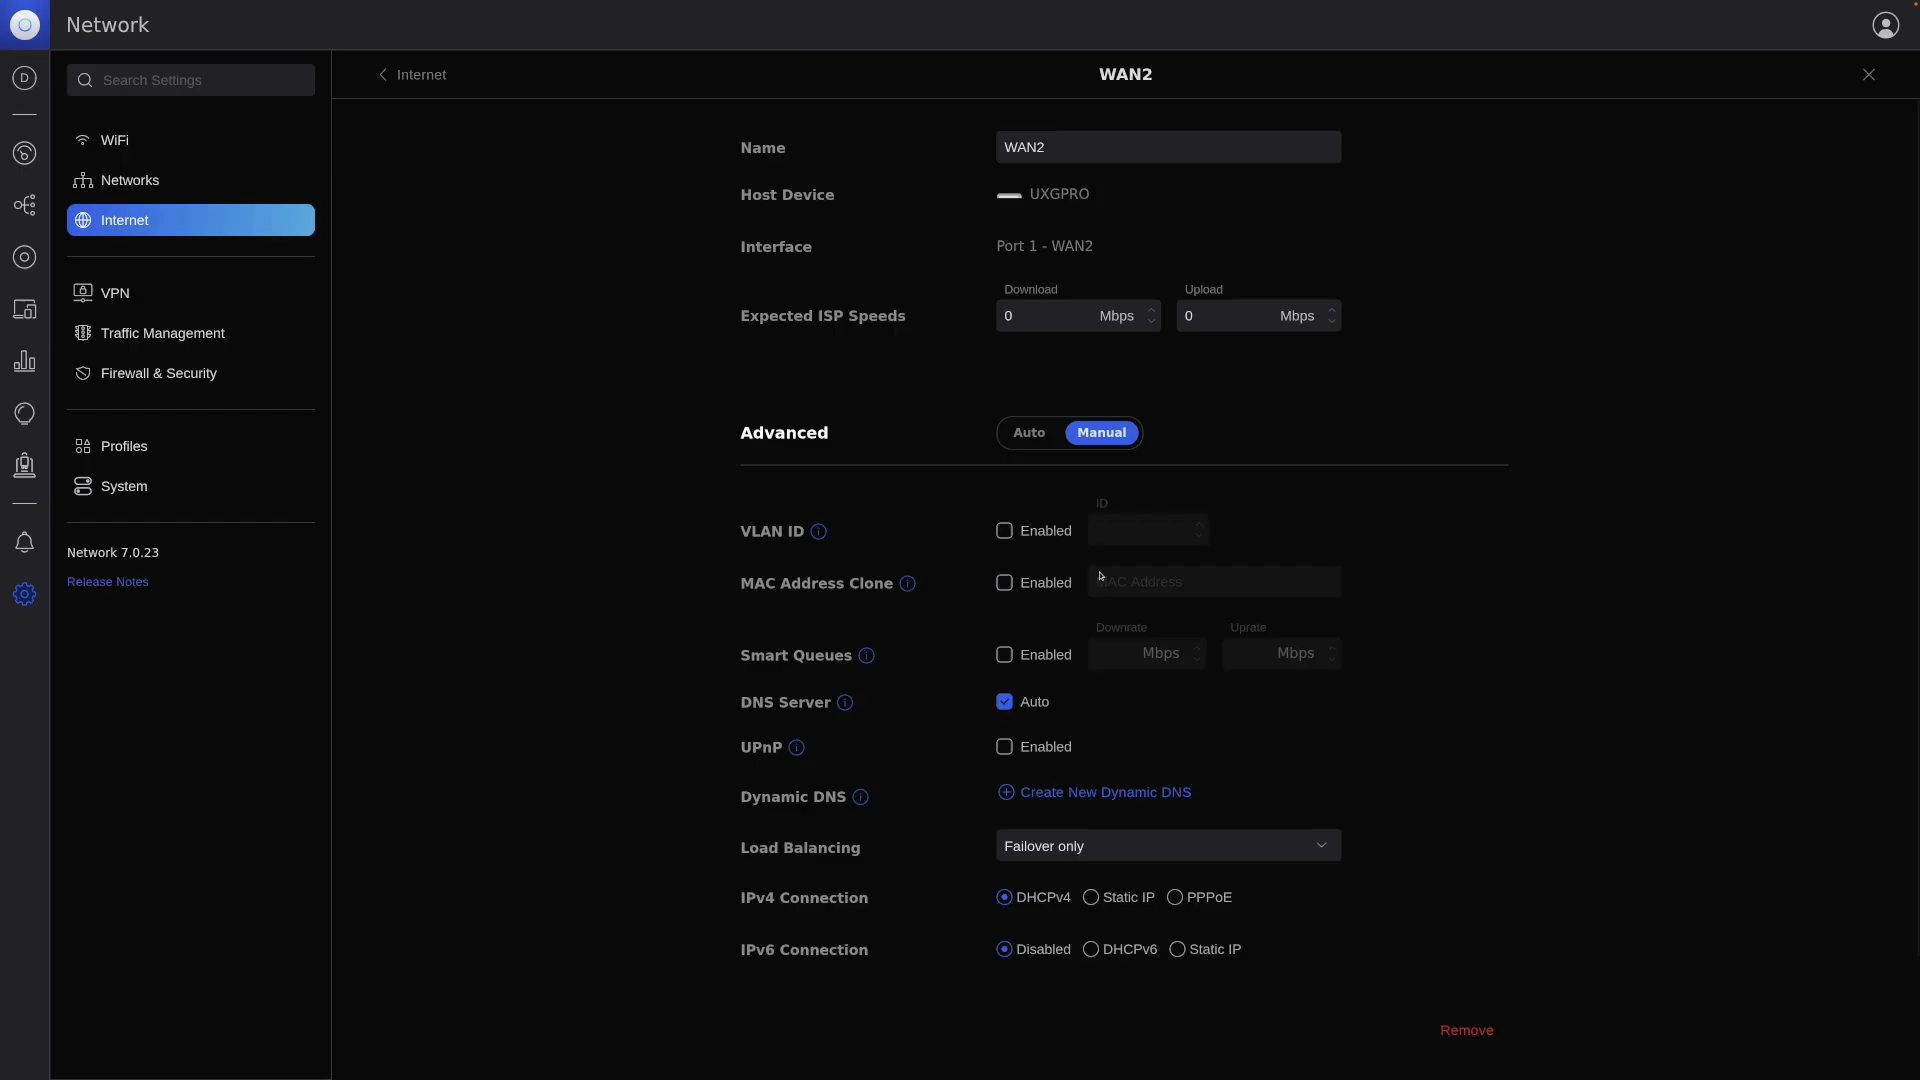 Network
D
Search Settings
WiFi
Networks
Internet
VPN
Traffic Management
Firewall & Security
Profiles
System
Network 7.0.23
Release Notes
Internet
WAN2
Name
WAN2
Host Device
UXGPRO
Interface
Port 1 - WAN2
Download
Upload
Expected ISP Speeds
0 Mbps
0 Mbps
Advanced
Auto
Manual
ID
VLAN ID
Enabled
MAC Address Clone
Enabled
MAC Address
Downrate
Uprate
Smart Queues
Enabled
Mbps
Mbps
DNS Server
Auto
UPnP
Enabled
Dynamic DNS
Create New Dynamic DNS
Load Balancing
Failover only
IPv4 Connection
DHCPv4
Static IP
PPPoE
IPv6 Connection
Disabled
DHCPv6
Static IP
Remove